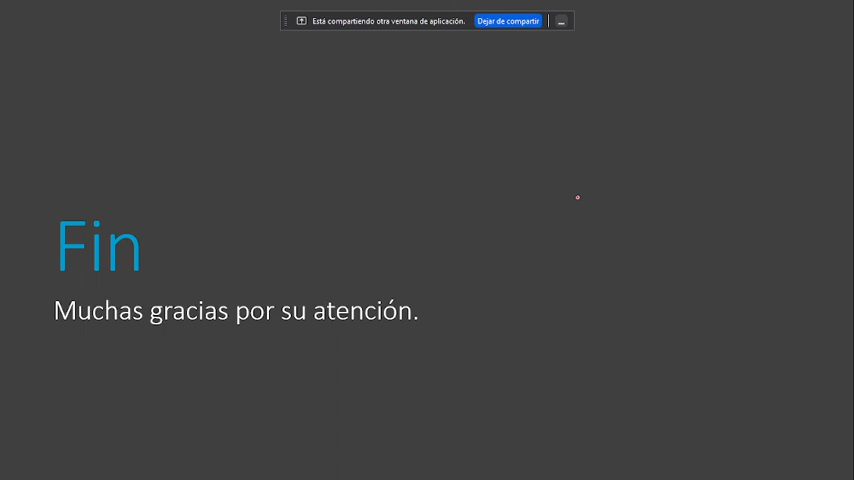 Está compartiendo otra ventana de aplicación. Dejar de compartir
Fin
Muchas gracias por su atención.